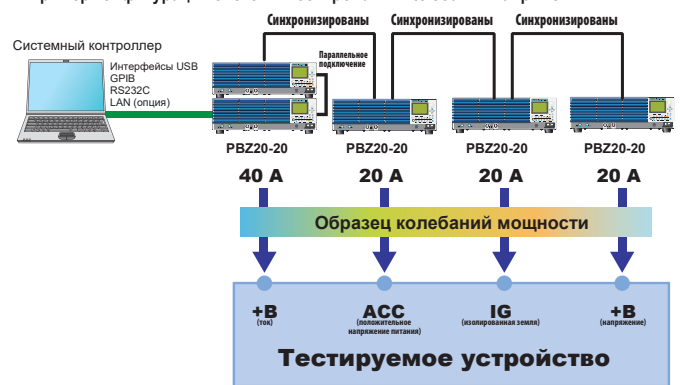 Синхронизированы
Синхронизированы
Синхронизированы
Системный контроллер
Интерфейсы USB
GPIB
RS232C
LAN (опция)
Параллельное
подключение
PBZ20-20
PBZ20-20
PBZ20-20
PBZ20-20
40 A
20 A
20 A
20 A
Образец колебаний мощности
+B
(ток)
ACC
(положительное
напряжение питания)
IG
(изолированная земля)
+B
(напряжение)
Тестируемое устройство